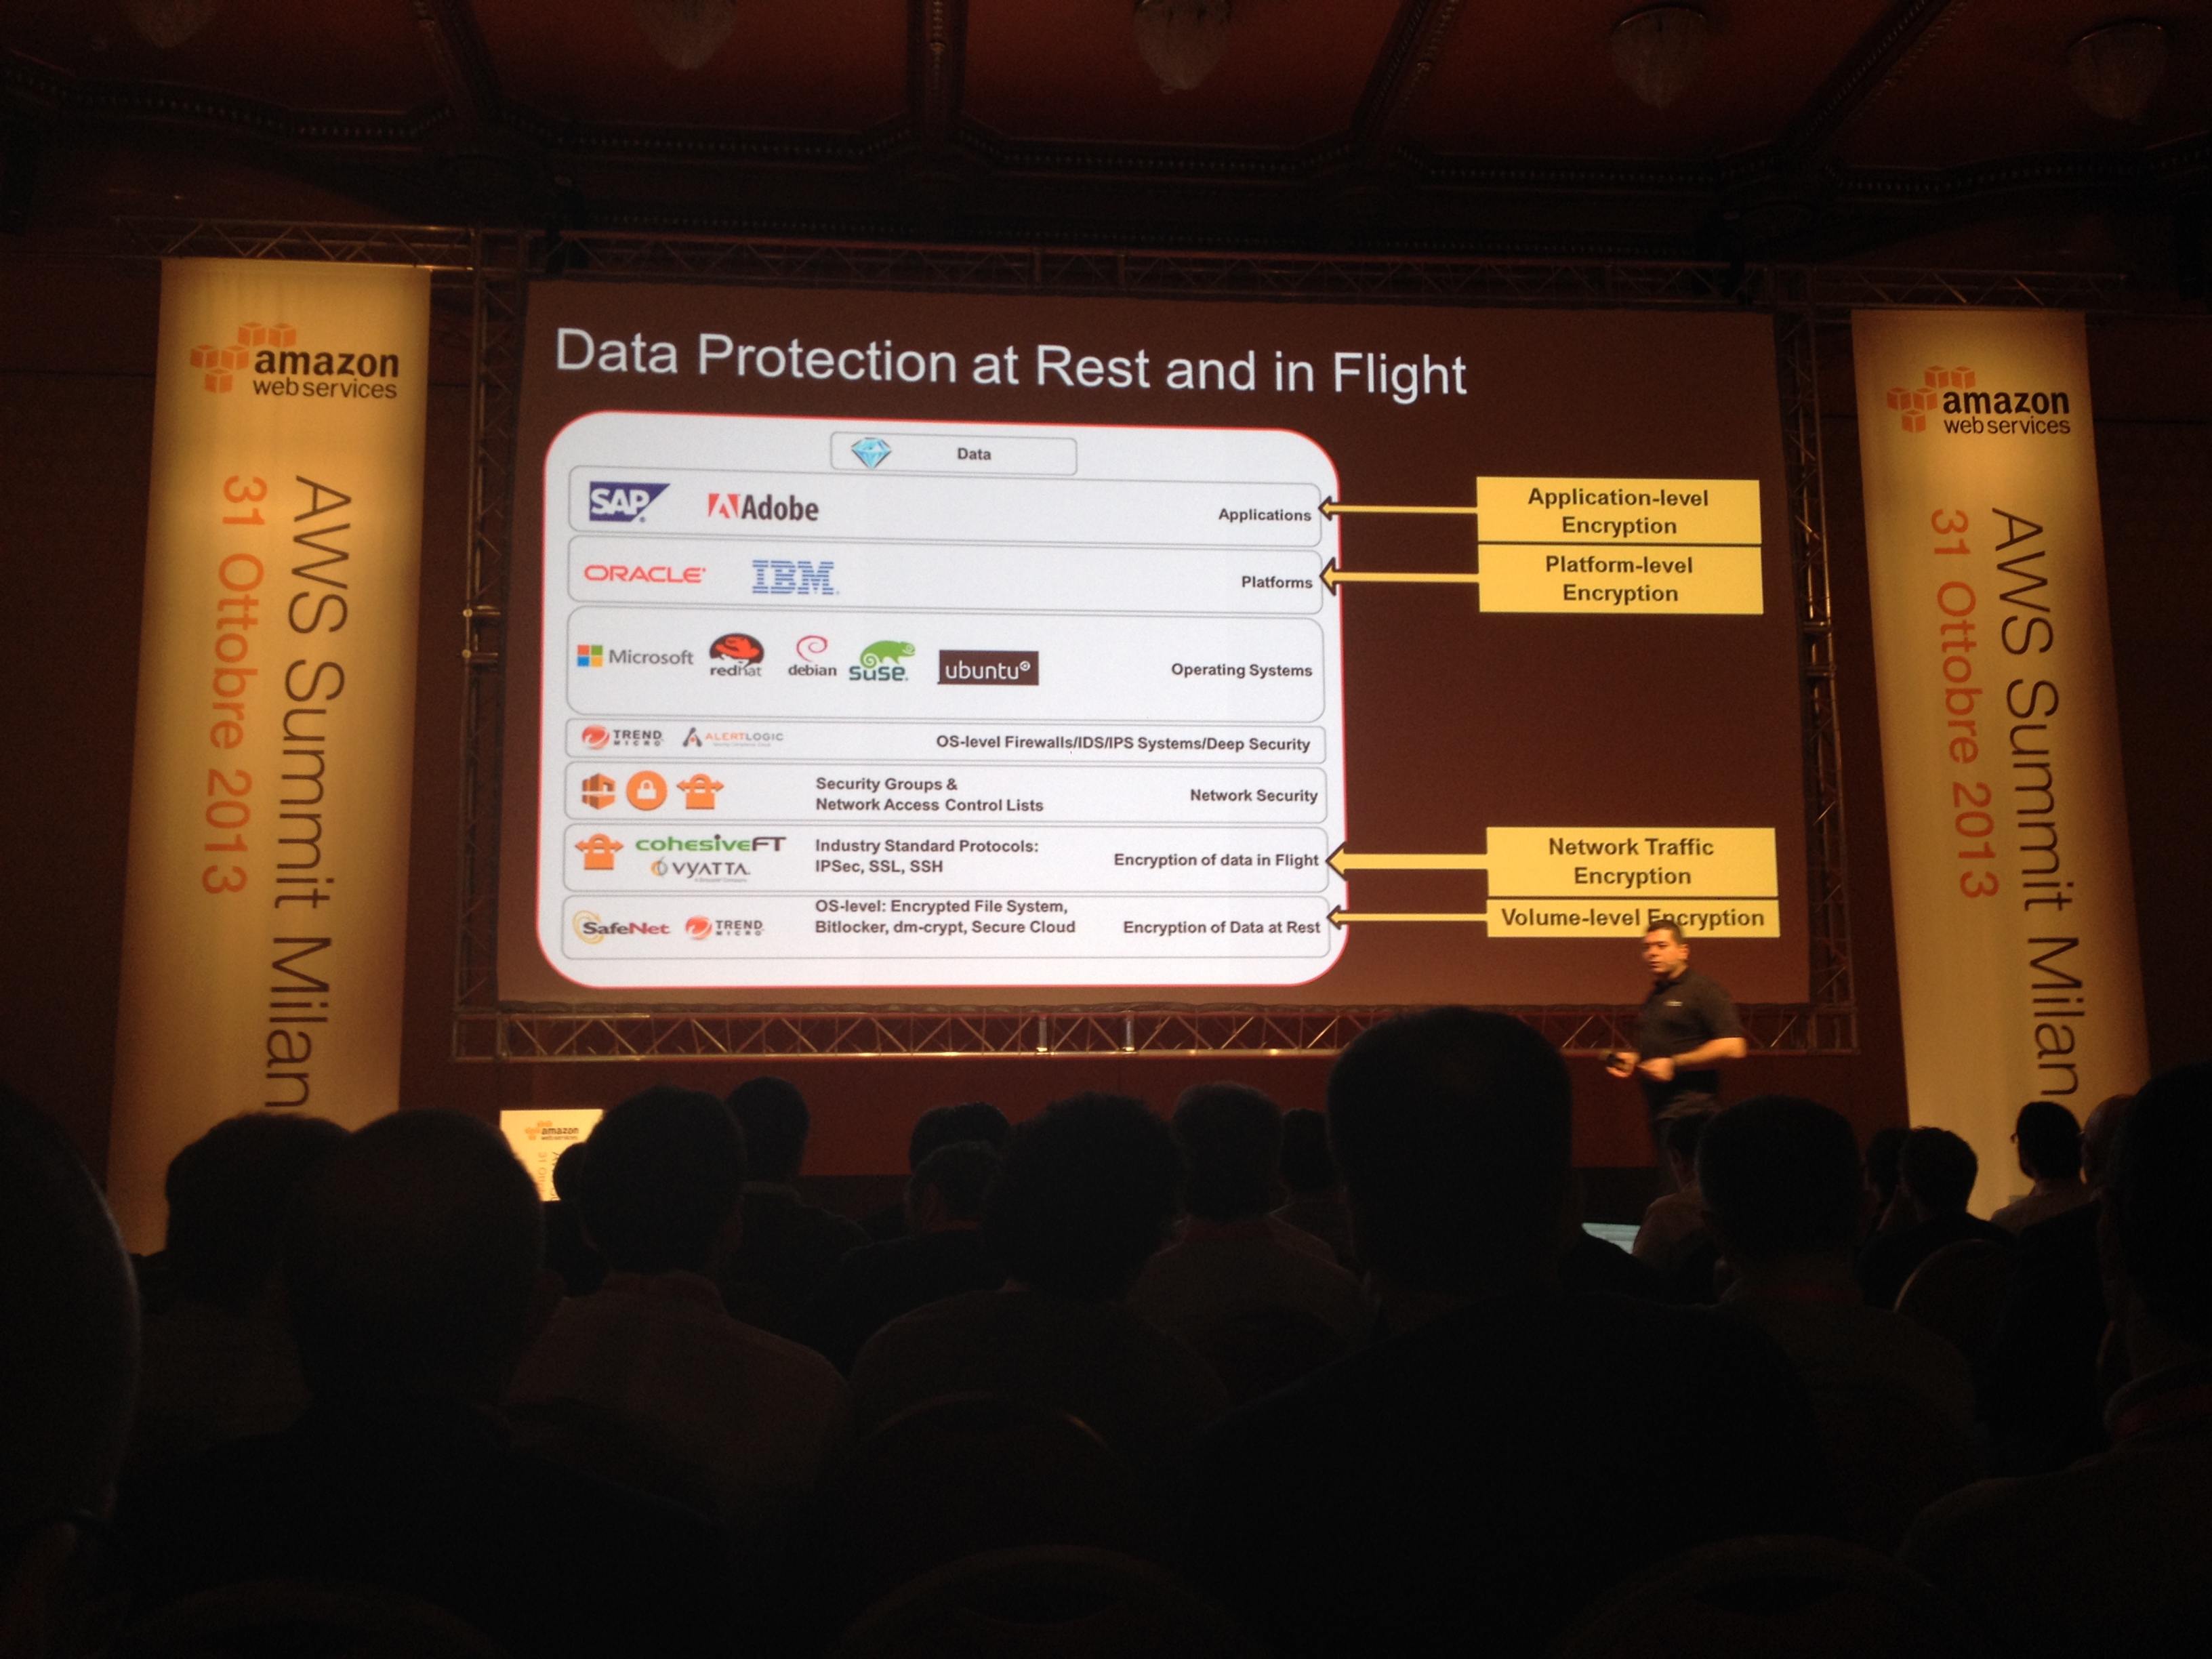 amazon
web services
AWS Summit Milan
31 Ottobre 2013
Data Protection at Rest and in Flight
Data
SAP
Adobe
Applications
Application-level
Encryption
ORACLE
IBM
Platforms
Platform-level
Encryption
Microsoft
redhat
debian
suse
ubuntu
Operating Systems
TREND
MICRO
ALERTLOGIC
OS-level Firewalls/IDS/IPS Systems/Deep Security
Security Groups &
Network Access Control Lists
Network Security
cohesiveFT
VYATTA
Industry Standard Protocols:
IPSec, SSL, SSH
Encryption of data in Flight
Network Traffic
Encryption
SafeNet
TREND
MICRO
OS-level: Encrypted File System,
Bitlocker, dm-crypt, Secure Cloud
Encryption of Data at Rest
Volume-level Encryption
amazon
web services
AWS Summit Milan
31 Ottobre 2013
amazon
web services